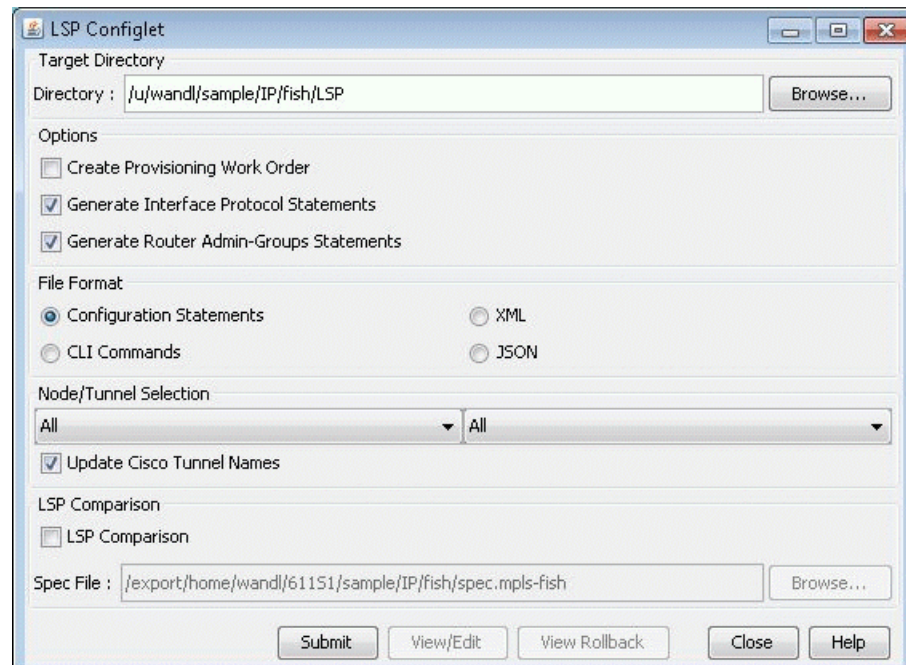 LSP Configlet
Target Directory
Directory : /u/wandl/sample/IP/fish/LSP Browse...
Options
Create Provisioning Work Order
Generate Interface Protocol Statements
Generate Router Admin-Groups Statements
File Format
Configuration Statements XML
CLI Commands JSON
Node/Tunnel Selection
All All
Update Cisco Tunnel Names
LSP Comparison
LSP Comparison
Spec File : /export/home/wandl/611S1/sample/IP/fish/spec.mpls-fish Browse...
Submit View/Edit View Rollback Close Help